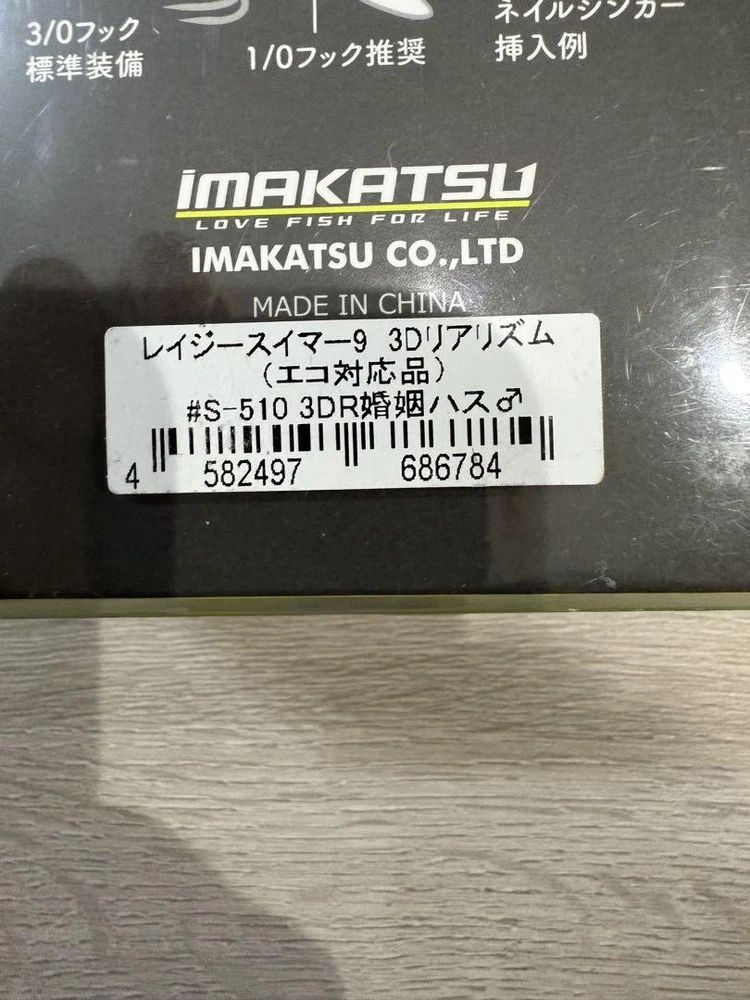 3/0フック
標準装備
1/0フック推奨
ネイルシンカー
挿入例
imakatsu
LOVE FISH FOR LIFE
IMAKATSU CO.,LTD
MADE IN CHINA
レイジースイマー9 3Dリアリズム
(エコ対応品)
#S-510 3DR婚姻ハス♂
4 582497 686784